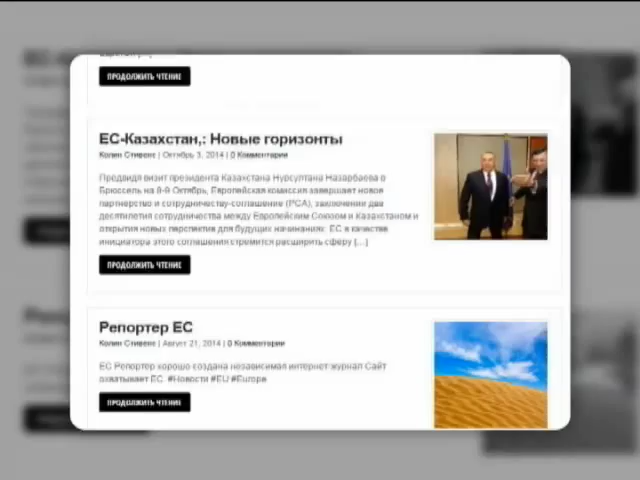 ПРОДОЛЖИТЬ ЧТЕНИЕ
ЕС-Казахстан,: Новые горизонты
Колин Стивенс | Октябрь 3, 2014 | 0 Комментарии
Предвидя визит президента Казахстана Нурсултана Назарбаева в
Брюссель на 8-9 Октябрь, Европейская комиссия завершает новое
партнерство и сотрудничеству-соглашение (PCA), заключении два
десятилетия сотрудничества между Европейским Союзом и Казахстаном и
открытия новых перспектив для будущих начинаниях. ЕС в качестве
инициатора этого соглашения стремится расширить сферу [...]
ПРОДОЛЖИТЬ ЧТЕНИЕ
Репортер ЕС
Колин Стивенс | Август 21, 2014 | 0 Комментарии
ЕС Репортер хорошо создана независимая интернет-журнал Сайт
охватывает ЕС. #Новости #EU #Europe
ПРОДОЛЖИТЬ ЧТЕНИЕ